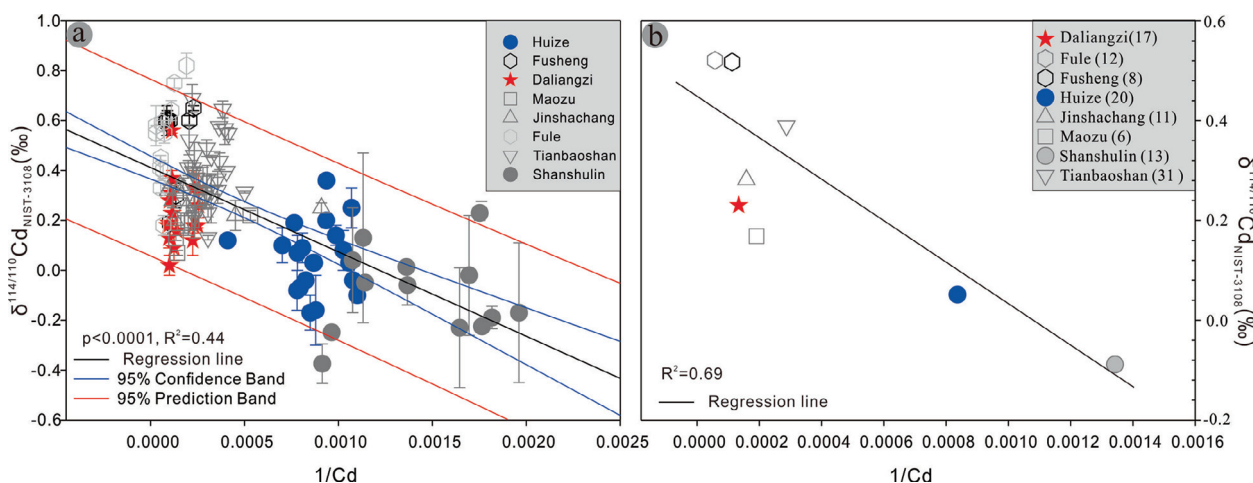 a
Huize
Fusheng
Daliangzi
Maozu
Jinshachang
Fule
Tianbaoshan
Shanshulin
1.0
0.8
0.6
0.4
0.2
0.0
-0.2
-0.4
-0.6
δ114/110CdNIST-3108(‰)
p<0.0001, R²=0.44
Regression line
95% Confidence Band
95% Prediction Band
0.0000 0.0005 0.0010 0.0015 0.0020 0.0025
1/Cd
b
Daliangzi(17)
Fule (12)
Fusheng (8)
Huize (20)
Jinshachang (11)
Maozu (6)
Shanshulin (13)
Tianbaoshan (31)
0.6
0.4
0.2
0.0
-0.2
δ114/110CdNIST-3108(‰)
R²=0.69
Regression line
0.0000 0.0002 0.0004 0.0006 0.0008 0.0010 0.0012 0.0014 0.0016
1/Cd